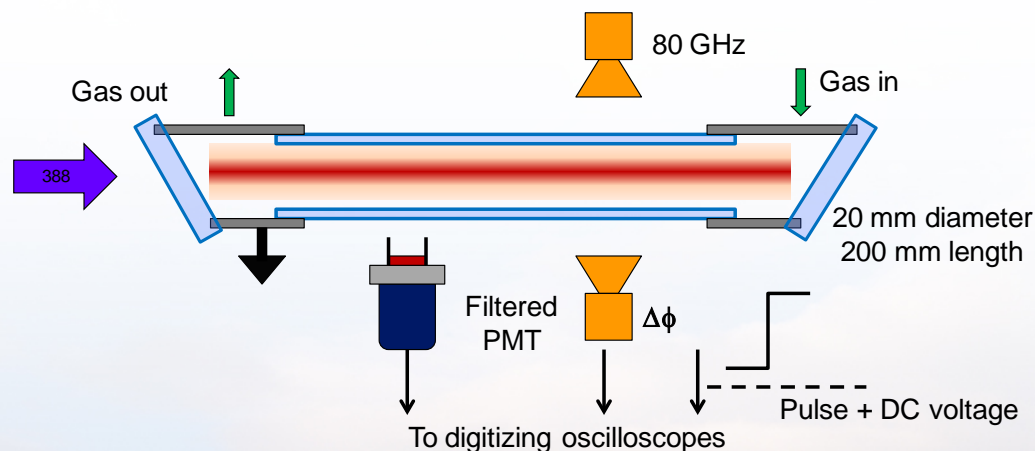 80 GHz
Gas out
Gas in
388
20 mm diameter
200 mm length
Filtered
PMT
Δϕ
Pulse + DC voltage
To digitizing oscilloscopes